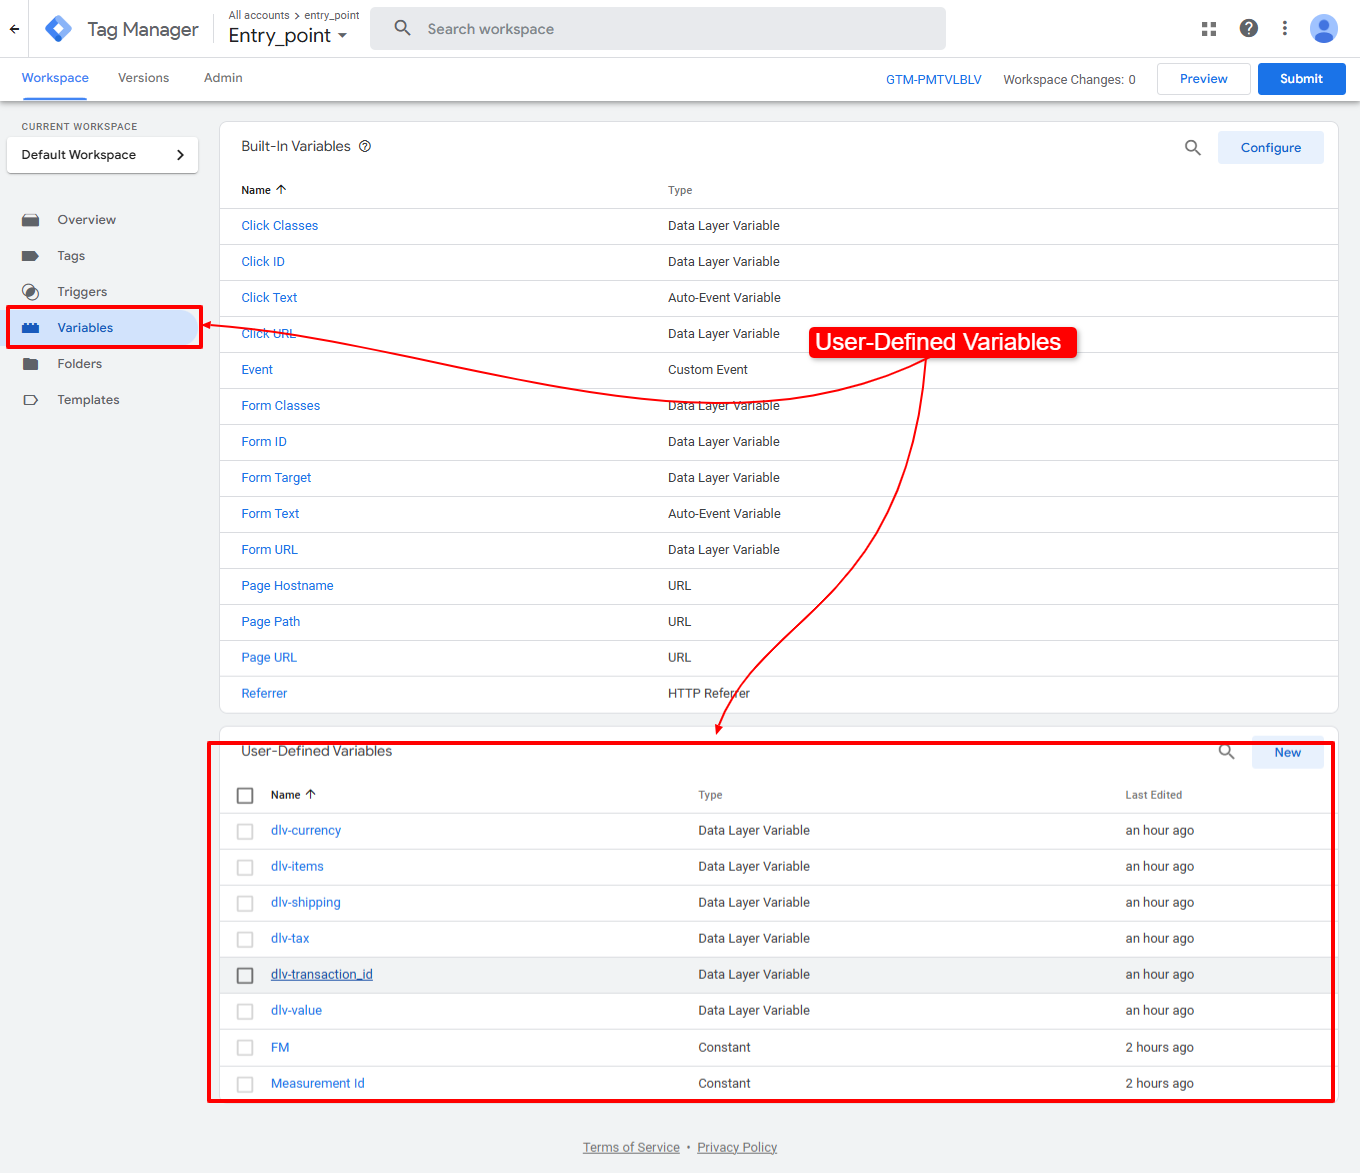 All accounts > entry_point
Tag Manager
Entry_point
Search workspace
Workspace
Versions
Admin
GTM-PMTVLBLV
Workspace Changes: 0
Preview
Submit
CURRENT WORKSPACE
Default Workspace
Overview
Tags
Triggers
Variables
Folders
Templates
Built-In Variables
Configure
Name Type
Click Classes Data Layer Variable
Click ID Data Layer Variable
Click Text Auto-Event Variable
Click URL Data Layer Variable
User-Defined Variables
Event Custom Event
Form Classes Data Layer Variable
Form ID Data Layer Variable
Form Target Data Layer Variable
Form Text Auto-Event Variable
Form URL Data Layer Variable
Page Hostname URL
Page Path URL
Page URL URL
Referrer HTTP Referrer
User-Defined Variables
New
Name Type Last Edited
dlv-currency Data Layer Variable an hour ago
dlv-items Data Layer Variable an hour ago
dlv-shipping Data Layer Variable an hour ago
dlv-tax Data Layer Variable an hour ago
dlv-transaction_id Data Layer Variable an hour ago
dlv-value Data Layer Variable an hour ago
FM Constant 2 hours ago
Measurement Id Constant 2 hours ago
Terms of Service • Privacy Policy